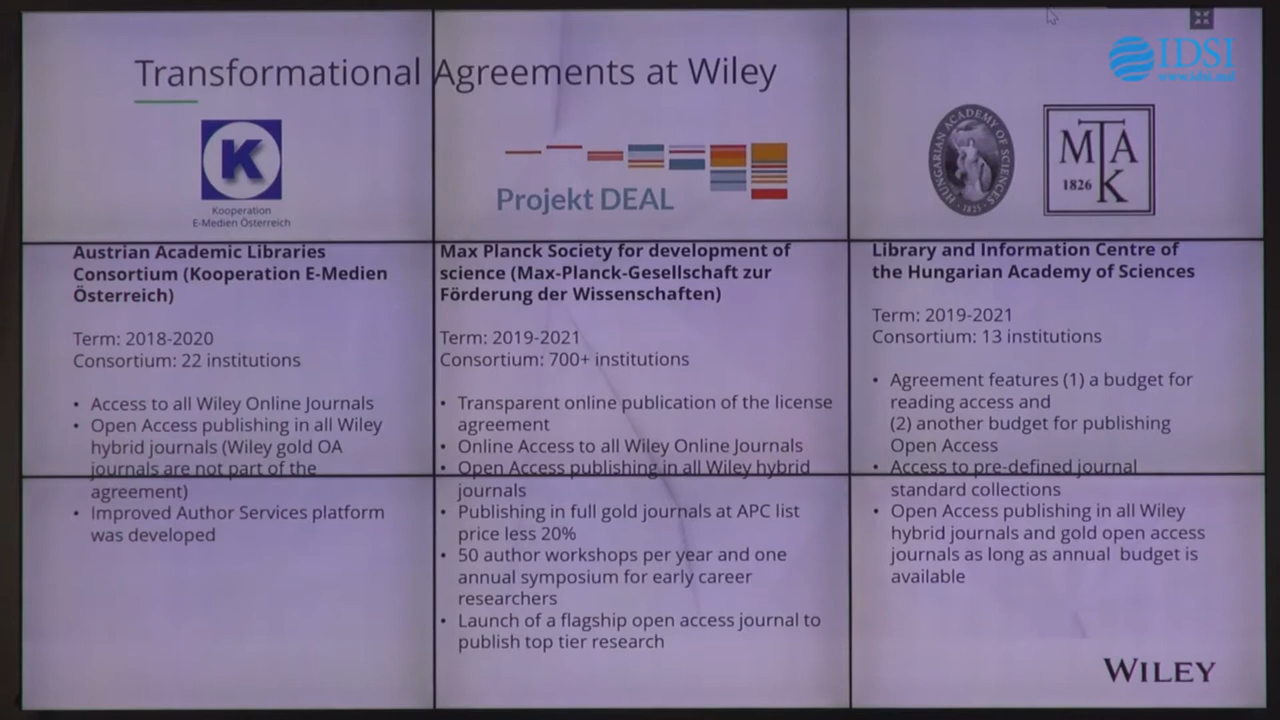 Transformational Agreements at Wiley
IDSI
www.idsi.md
K
Kooperation
E-Medien Österreich
Projekt DEAL
HUNGARIAN ACADEMY OF SCIENCES
1825
MTA
1826 K
Austrian Academic Libraries
Consortium (Kooperation E-Medien
Österreich)
Term: 2018-2020
Consortium: 22 institutions
• Access to all Wiley Online Journals
• Open Access publishing in all Wiley
hybrid journals (Wiley gold OA
journals are not part of the
agreement)
• Improved Author Services platform
was developed
Max Planck Society for development of
science (Max-Planck-Gesellschaft zur
Förderung der Wissenschaften)
Term: 2019-2021
Consortium: 700+ institutions
• Transparent online publication of the license
agreement
• Online Access to all Wiley Online Journals
• Open Access publishing in all Wiley hybrid
journals
• Publishing in full gold journals at APC list
price less 20%
• 50 author workshops per year and one
annual symposium for early career
researchers
• Launch of a flagship open access journal to
publish top tier research
Library and Information Centre of
the Hungarian Academy of Sciences
Term: 2019-2021
Consortium: 13 institutions
• Agreement features (1) a budget for
reading access and
(2) another budget for publishing
Open Access
• Access to pre-defined journal
standard collections
• Open Access publishing in all Wiley
hybrid journals and gold open access
journals as long as annual budget is
available
WILEY